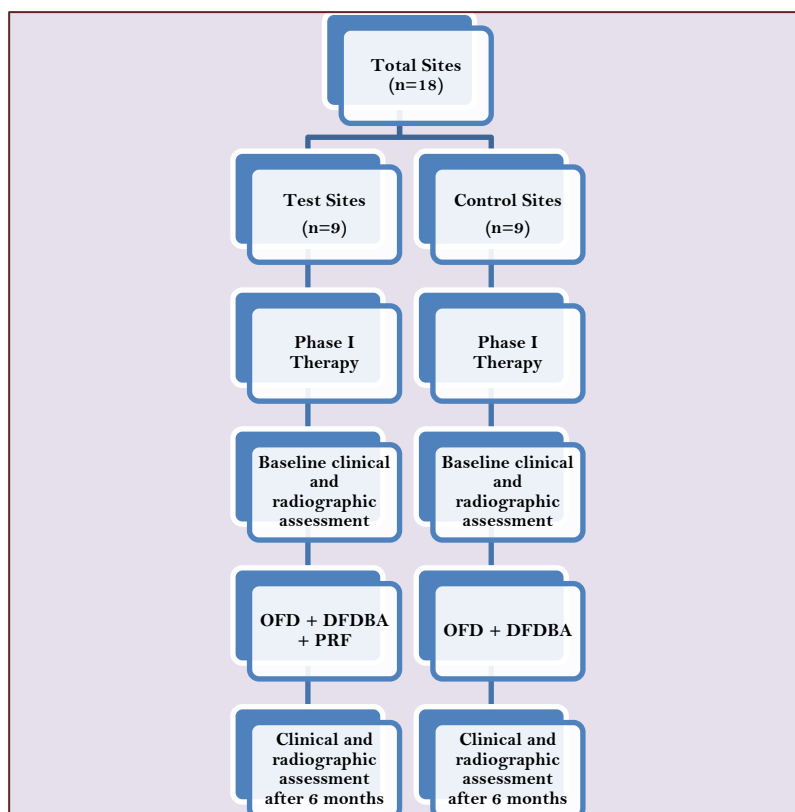 Total Sites
(n=18)
Test Sites
(n=9)
Control Sites
(n=9)
Phase I
Therapy
Phase I
Therapy
Baseline clinical
and
radiographic
assessment
Baseline clinical
and
radiographic
assessment
OFD + DFDBA
+ PRF
OFD + DFDBA
Clinical and
radiographic
assessment
after 6 months
Clinical and
radiographic
assessment
after 6 months